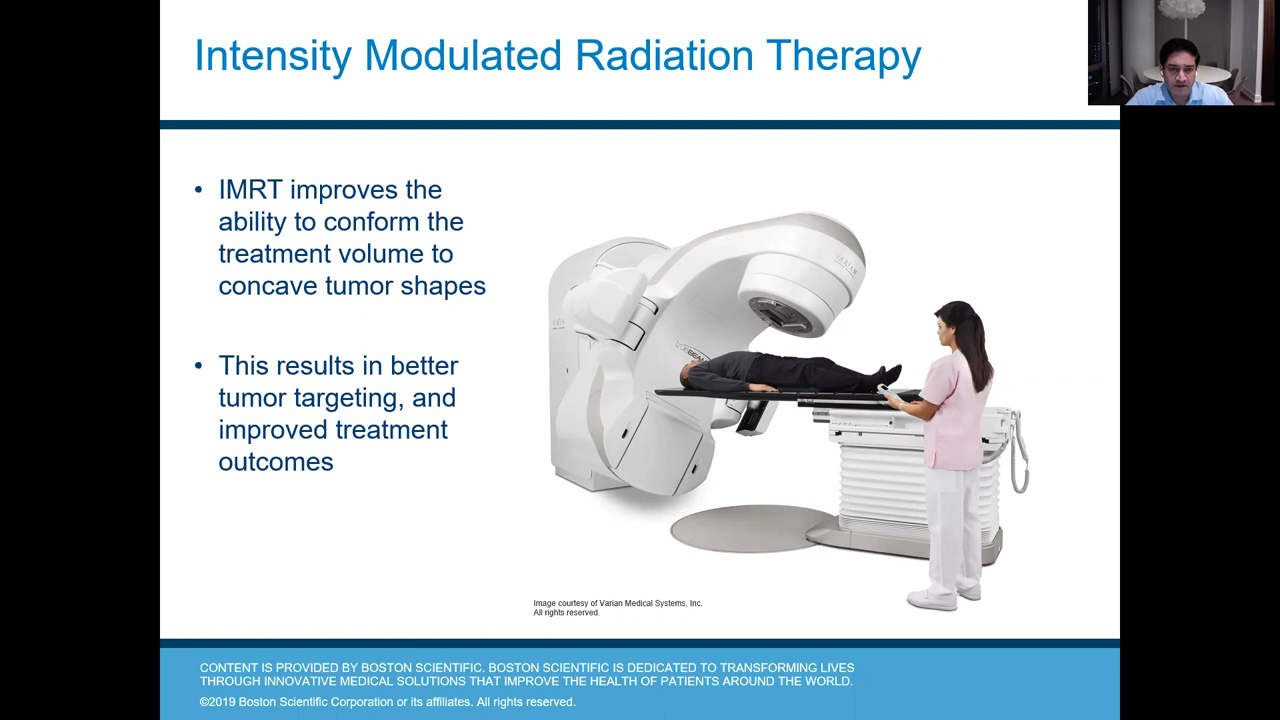 Intensity Modulated Radiation Therapy
• IMRT improves the
ability to conform the
treatment volume to
concave tumor shapes
• This results in better
tumor targeting, and
improved treatment
outcomes
VARIAN
TRUEBEAM
Image courtesy of Varian Medical Systems, Inc.
All rights reserved.
CONTENT IS PROVIDED BY BOSTON SCIENTIFIC. BOSTON SCIENTIFIC IS DEDICATED TO TRANSFORMING LIVES
THROUGH INNOVATIVE MEDICAL SOLUTIONS THAT IMPROVE THE HEALTH OF PATIENTS AROUND THE WORLD.
©2019 Boston Scientific Corporation or its affiliates. All rights reserved.